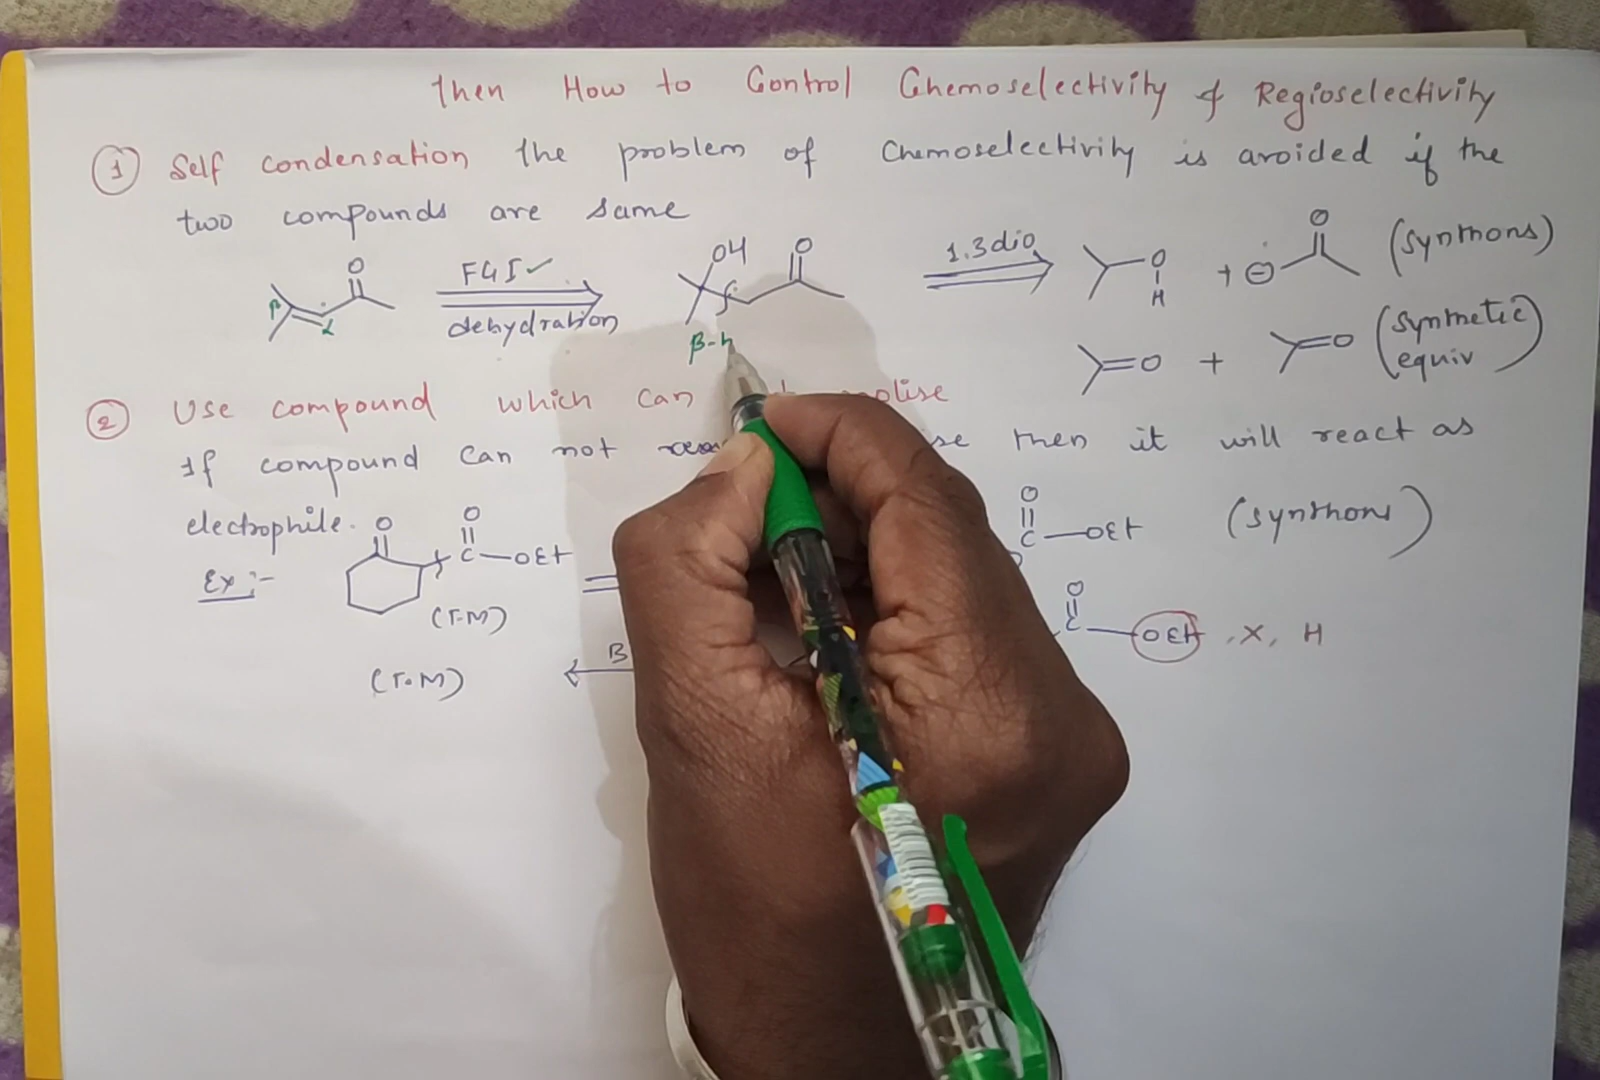 Then How to Control Chemoselectivity & Regioselectivity
① Self condensation the problem of Chemoselectivity is avoided if the
two compounds are same
O FGI✓ OH O 1.3 dio O O (synthons)
β α dehydration H + ⊖
β-h O + O (synthetic equiv)
② Use compound which can
If compound can not then it will react as
electrophile.
Ex:- O O C-OEt O C-OEt (synthons)
(T.M) O C-OEt, X, H
(T.M) B